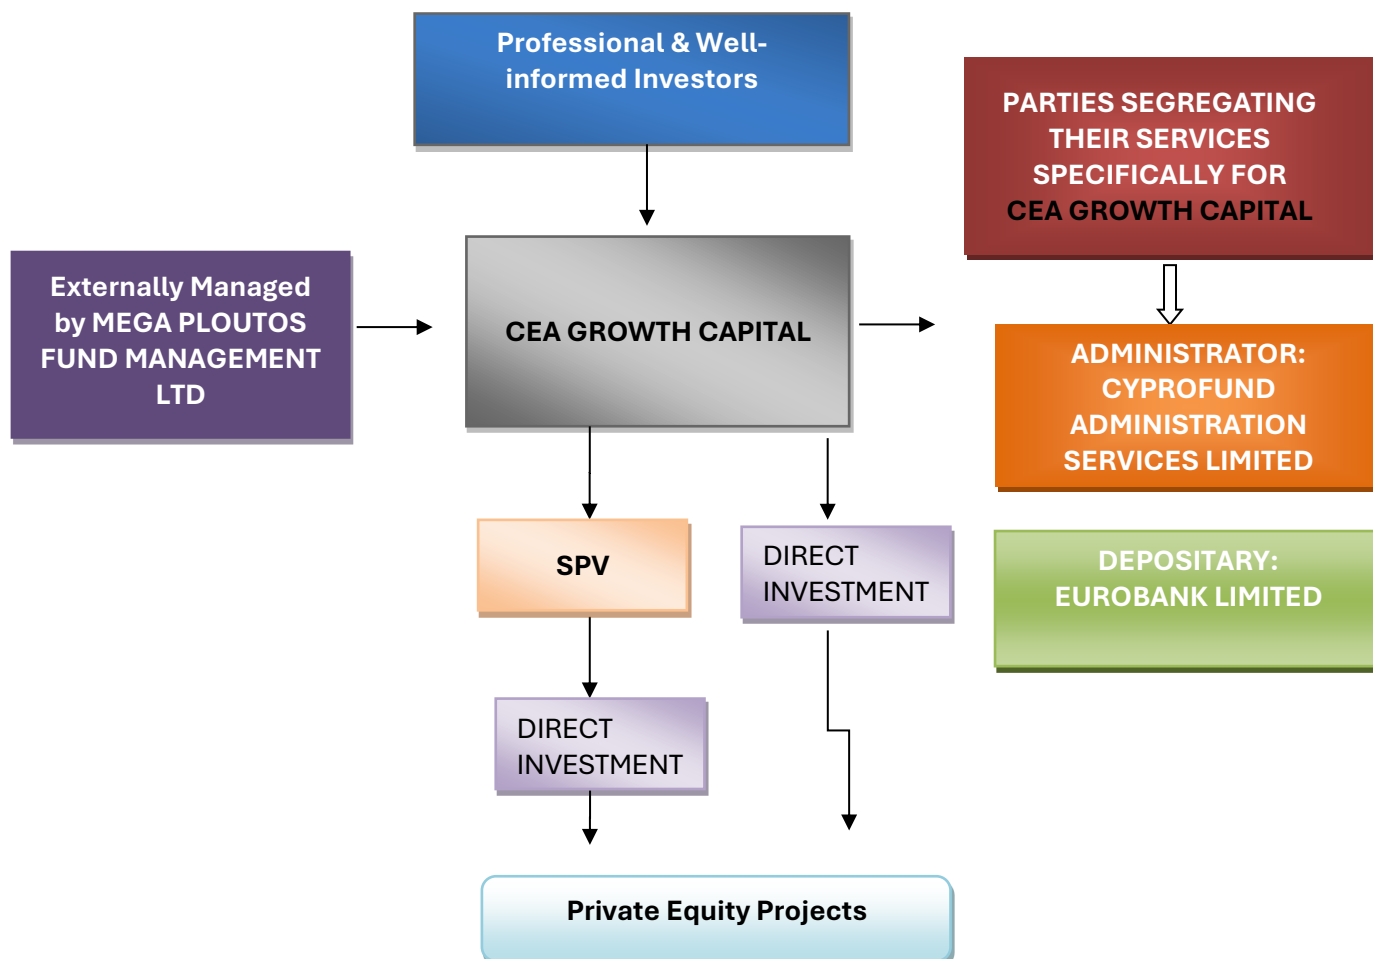 Professional & Well-
informed Investors
PARTIES SEGREGATING
THEIR SERVICES
SPECIFICALLY FOR
CEA GROWTH CAPITAL
Externally Managed
by MEGA PLOUTOS
FUND MANAGEMENT
LTD
CEA GROWTH CAPITAL
ADMINISTRATOR:
CYPROFUND
ADMINISTRATION
SERVICES LIMITED
SPV
DIRECT
INVESTMENT
DEPOSITARY:
EUROBANK LIMITED
DIRECT
INVESTMENT
Private Equity Projects